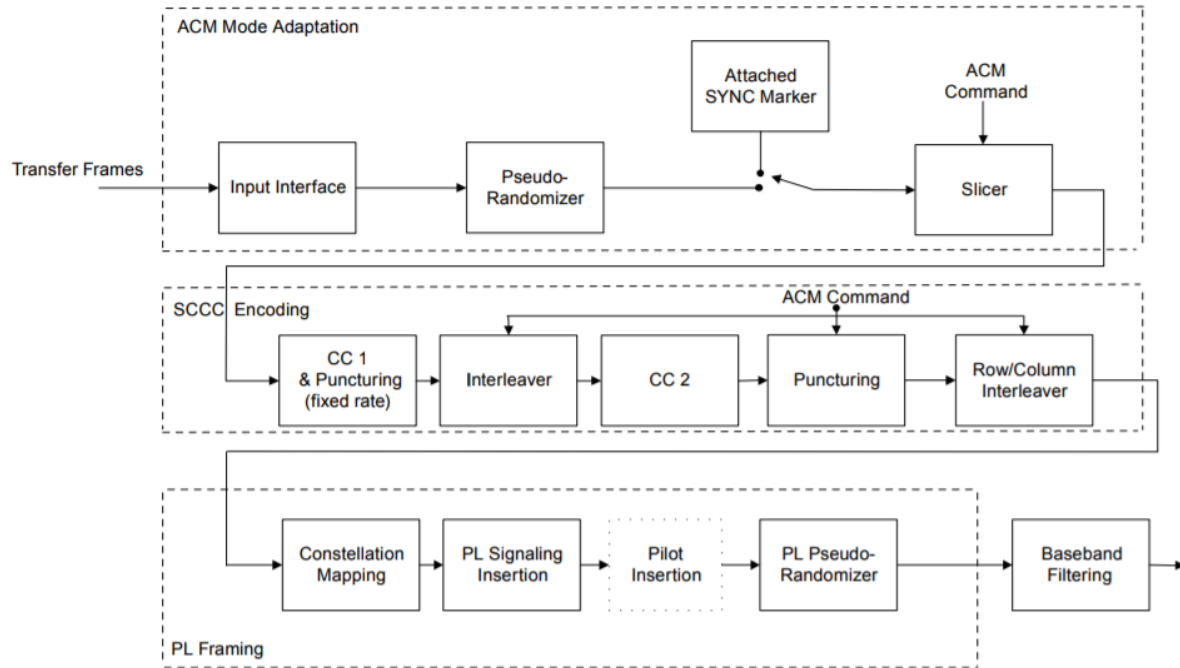 ACM Mode Adaptation
Attached
SYNC Marker
ACM
Command
Transfer Frames
Input Interface
Pseudo-
Randomizer
Slicer
SCCC Encoding
ACM Command
CC 1
& Puncturing
(fixed rate)
Interleaver
CC 2
Puncturing
Row/Column
Interleaver
Constellation
Mapping
PL Signaling
Insertion
Pilot
Insertion
PL Pseudo-
Randomizer
Baseband
Filtering
PL Framing